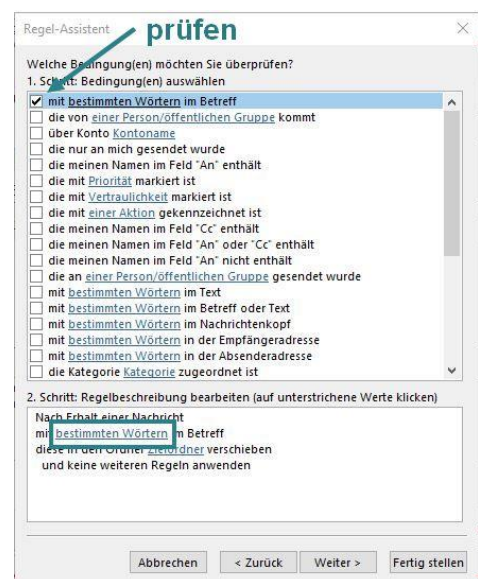 Regel-Assistent
prüfen
Welche Bedingung(en) möchten Sie überprüfen?
1. Schritt: Bedingung(en) auswählen
mit bestimmten Wörtern im Betreff
die von einer Person/öffentlichen Gruppe kommt
über Konto Kontoname
die nur an mich gesendet wurde
die meinen Namen im Feld "An" enthält
die mit Priorität markiert ist
die mit Vertraulichkeit markiert ist
die mit einer Aktion gekennzeichnet ist
die meinen Namen im Feld "Cc" enthält
die meinen Namen im Feld "An" oder "Cc" enthält
die meinen Namen im Feld "An" nicht enthält
die an einer Person/öffentlichen Gruppe gesendet wurde
mit bestimmten Wörtern im Text
mit bestimmten Wörtern im Betreff oder Text
mit bestimmten Wörtern im Nachrichtenkopf
mit bestimmten Wörtern in der Empfängeradresse
mit bestimmten Wörtern in der Absenderadresse
die Kategorie Kategorie zugeordnet ist
2. Schritt: Regelbeschreibung bearbeiten (auf unterstrichene Werte klicken)
Nach Erhalt einer Nachricht
mit bestimmten Wörtern im Betreff
diese in den Ordner Zielordner verschieben
und keine weiteren Regeln anwenden
Abbrechen < Zurück Weiter > Fertig stellen